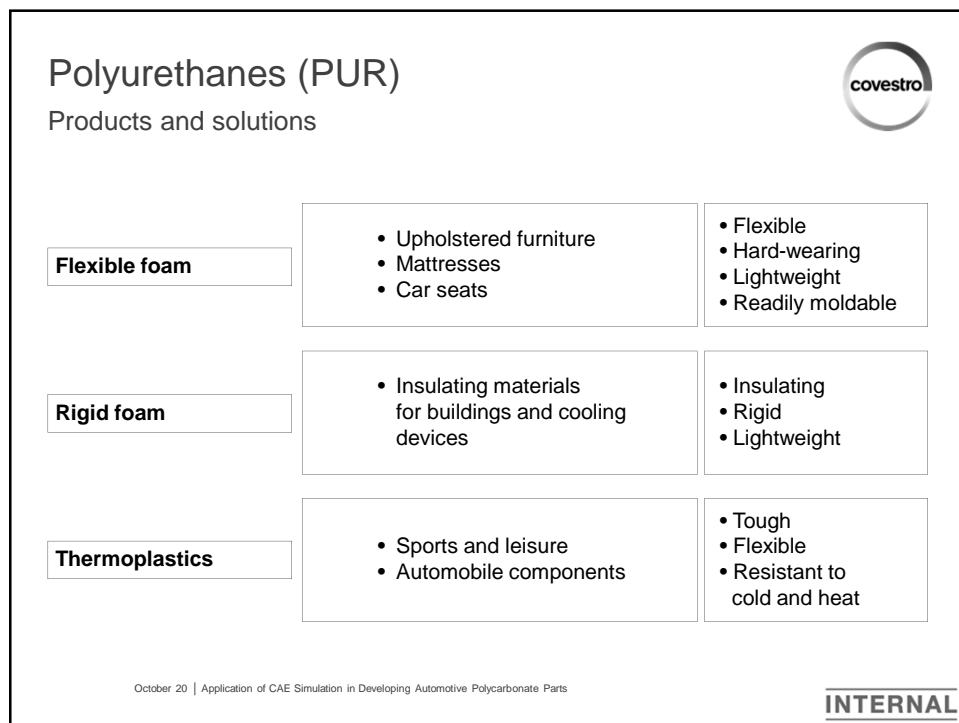 Polyurethanes (PUR)
Products and solutions
covestro
Flexible foam
• Upholstered furniture
• Mattresses
• Car seats
• Flexible
• Hard-wearing
• Lightweight
• Readily moldable
Rigid foam
• Insulating materials
for buildings and cooling
devices
• Insulating
• Rigid
• Lightweight
Thermoplastics
• Sports and leisure
• Automobile components
• Tough
• Flexible
• Resistant to
cold and heat
October 20 | Application of CAE Simulation in Developing Automotive Polycarbonate Parts
INTERNAL